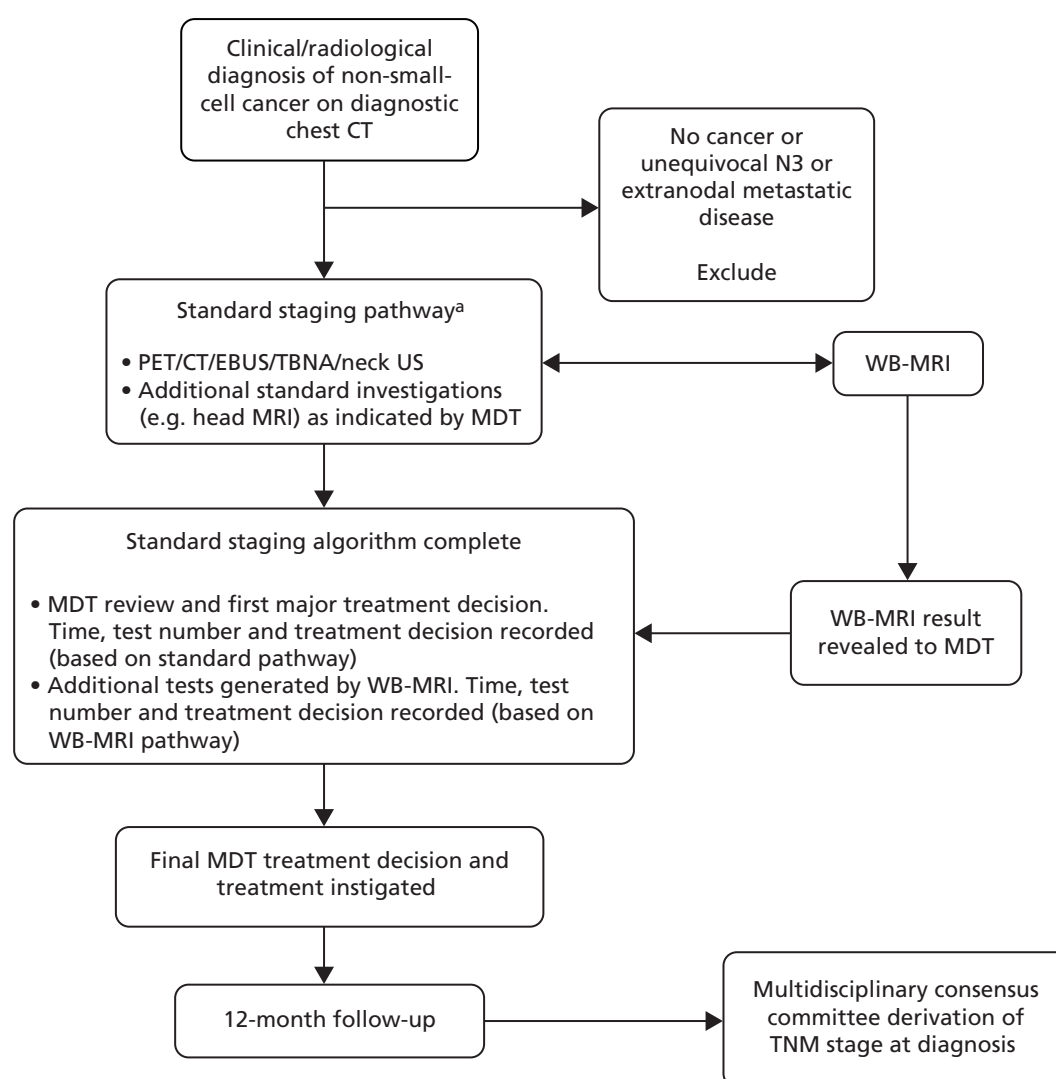 Clinical/radiological
diagnosis of non-small-
cell cancer on diagnostic
chest CT
No cancer or
unequivocal N3 or
extranodal metastatic
disease
Exclude
Standard staging pathwayᵃ
• PET/CT/EBUS/TBNA/neck US
• Additional standard investigations
(e.g. head MRI) as indicated by MDT
WB-MRI
Standard staging algorithm complete
• MDT review and first major treatment decision.
Time, test number and treatment decision recorded
(based on standard pathway)
• Additional tests generated by WB-MRI. Time, test
number and treatment decision recorded (based on
WB-MRI pathway)
WB-MRI result
revealed to MDT
Final MDT treatment decision and
treatment instigated
12-month follow-up
Multidisciplinary consensus
committee derivation of
TNM stage at diagnosis